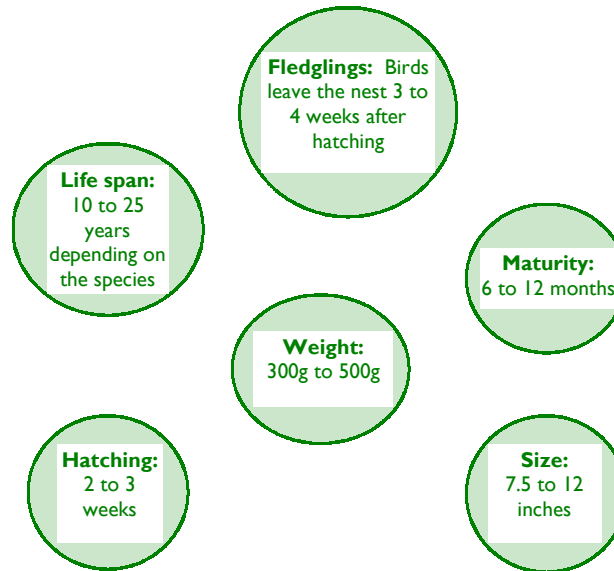 Fledglings: Birds
leave the nest 3 to
4 weeks after
hatching
Life span:
10 to 25
years
depending on
the species
Maturity:
6 to 12 months
Weight:
300g to 500g
Hatching:
2 to 3
weeks
Size:
7.5 to 12
inches